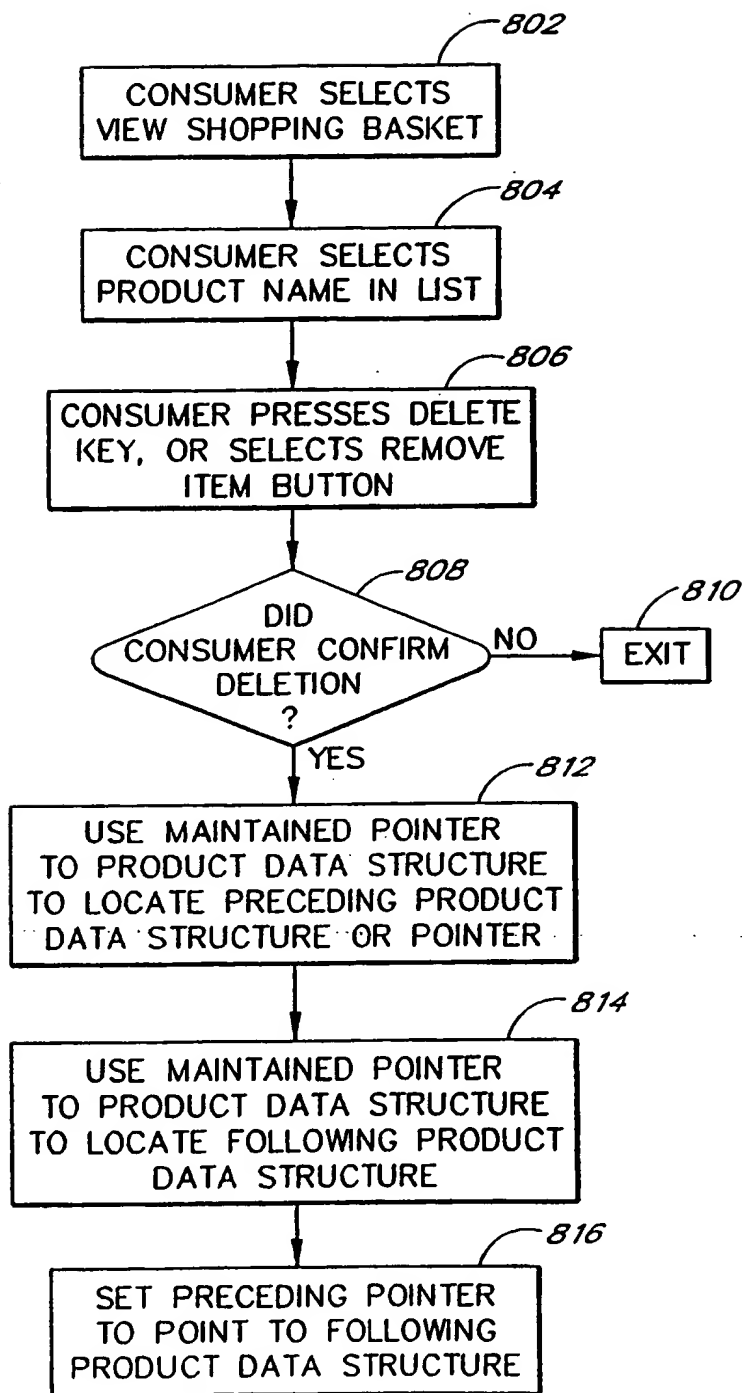 802
CONSUMER SELECTS
VIEW SHOPPING BASKET
804
CONSUMER SELECTS
PRODUCT NAME IN LIST
806
CONSUMER PRESSES DELETE
KEY, OR SELECTS REMOVE
ITEM BUTTON
808
DID
CONSUMER CONFIRM
DELETION
?
NO
810
EXIT
YES
812
USE MAINTAINED POINTER
TO PRODUCT DATA STRUCTURE
TO LOCATE PRECEDING PRODUCT
DATA STRUCTURE OR POINTER
814
USE MAINTAINED POINTER
TO PRODUCT DATA STRUCTURE
TO LOCATE FOLLOWING PRODUCT
DATA STRUCTURE
816
SET PRECEDING POINTER
TO POINT TO FOLLOWING
PRODUCT DATA STRUCTURE